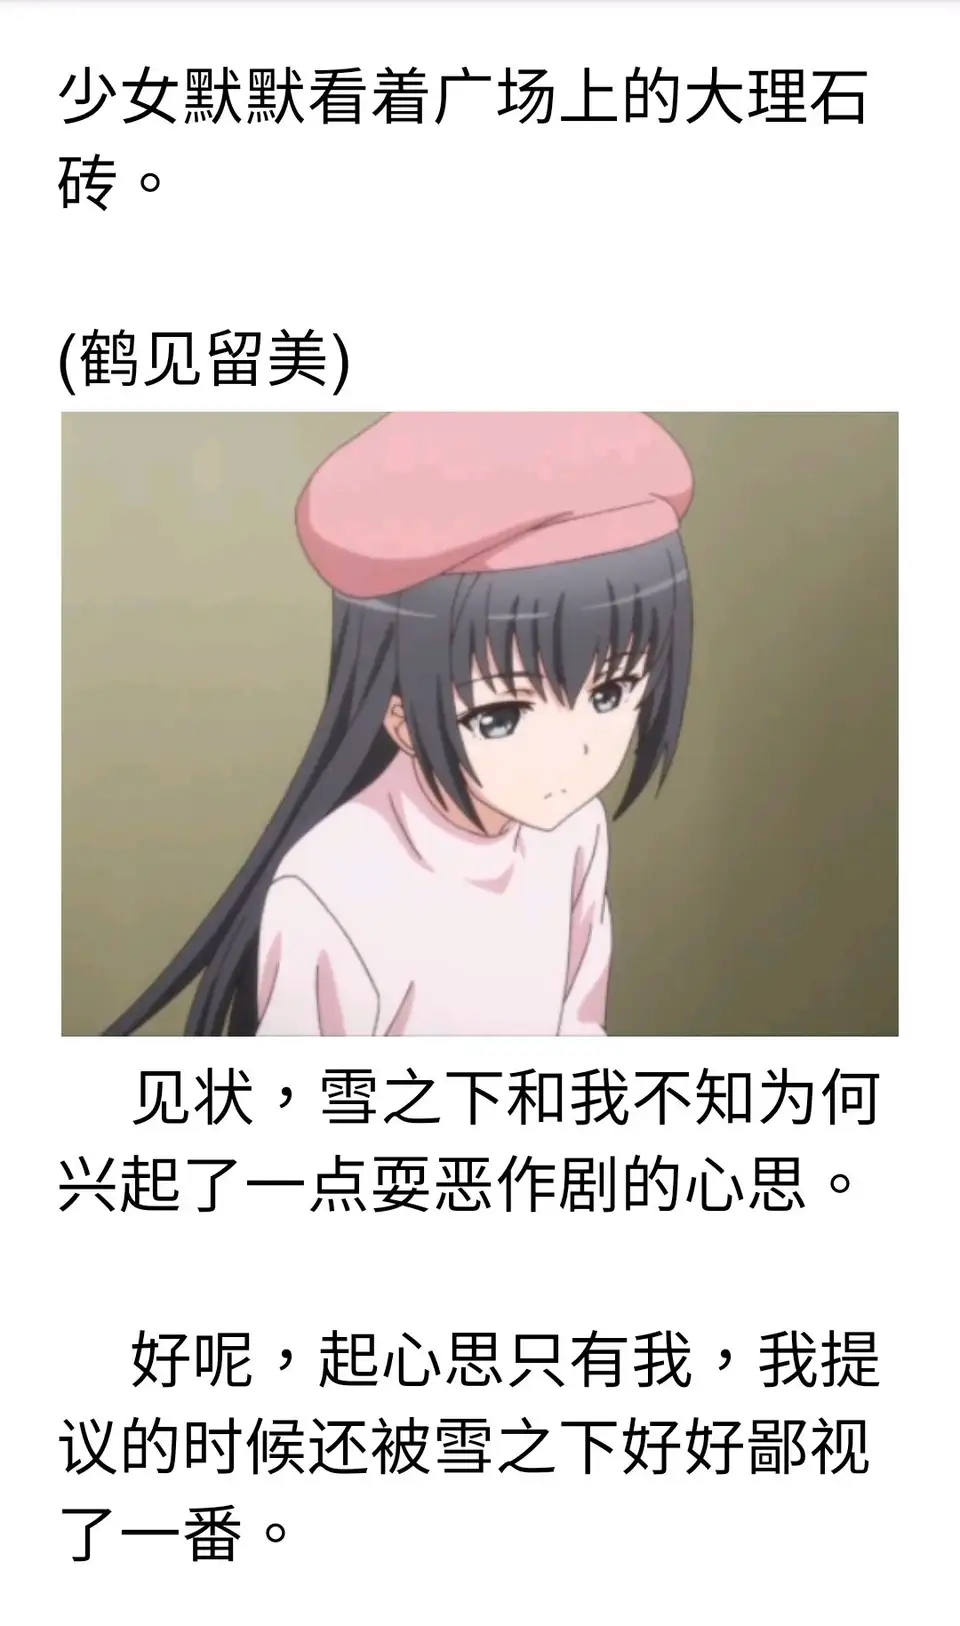 少女默默看着广场上的大理石
砖。
(鹤见留美)
见状，雪之下和我不知为何
兴起了一点耍恶作剧的心思。
好呢，起心思只有我，我提
议的时候还被雪之下好好鄙视
了一番。